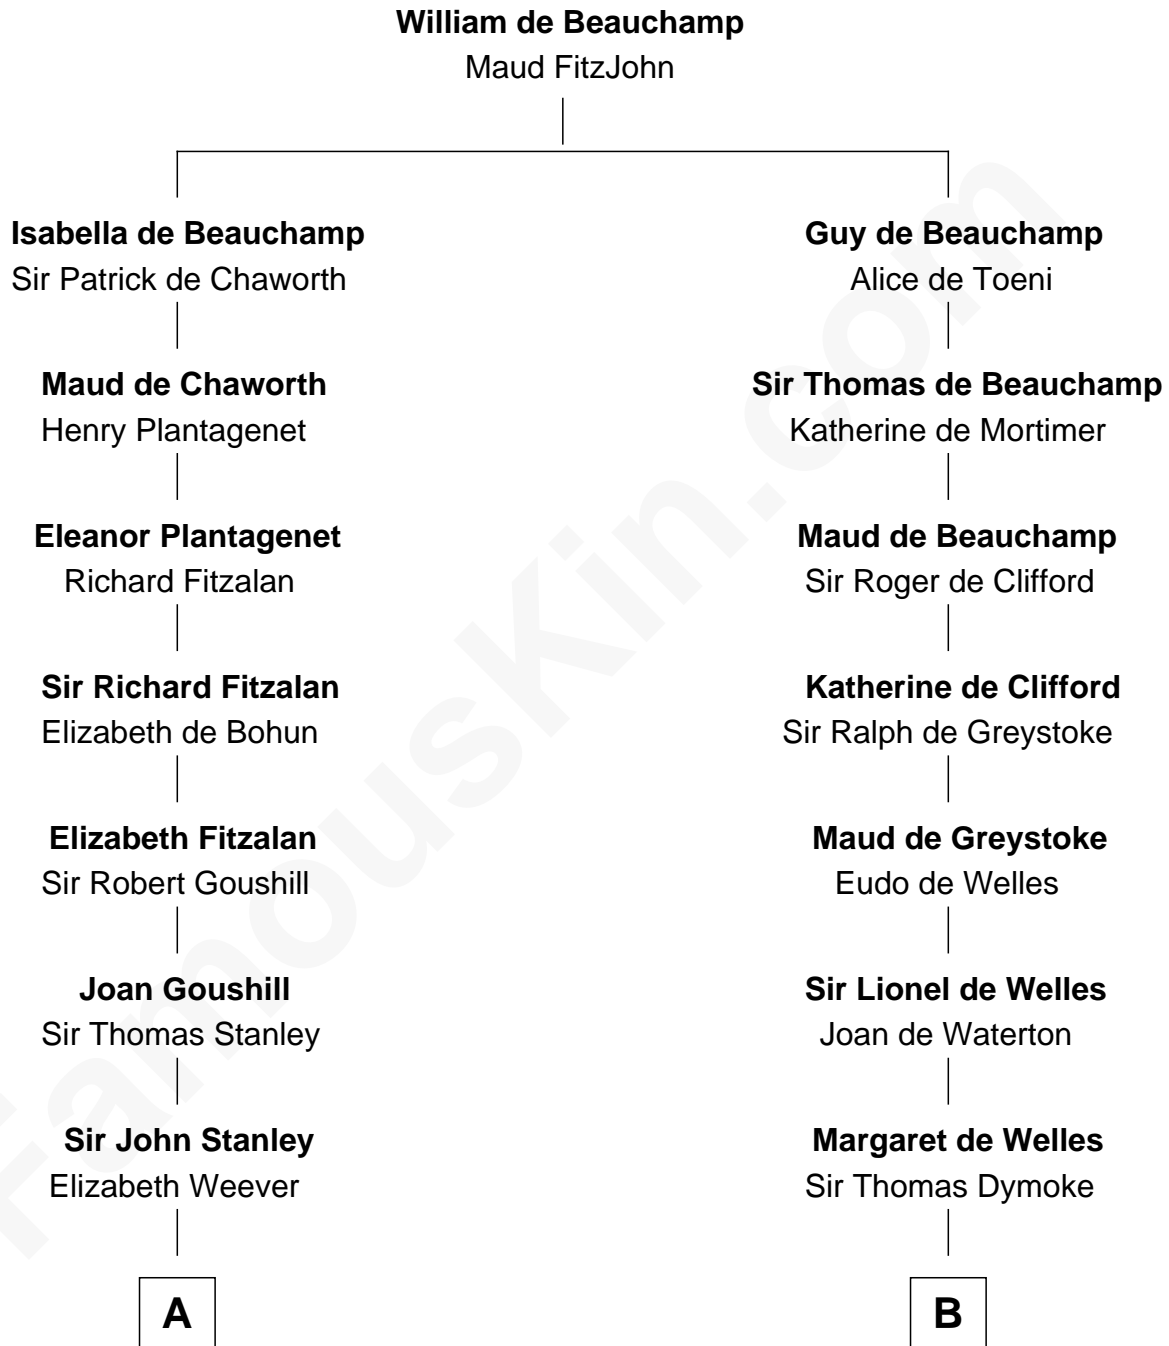 William de Beauchamp
Maud FitzJohn
Isabella de Beauchamp
Sir Patrick de Chaworth
Guy de Beauchamp
Alice de Toeni
Maud de Chaworth
Henry Plantagenet
Sir Thomas de Beauchamp
Katherine de Mortimer
Eleanor Plantagenet
Richard Fitzalan
Maud de Beauchamp
Sir Roger de Clifford
Sir Richard Fitzalan
Elizabeth de Bohun
Katherine de Clifford
Sir Ralph de Greystoke
Elizabeth Fitzalan
Sir Robert Goushill
Maud de Greystoke
Eudo de Welles
Joan Goushill
Sir Thomas Stanley
Sir Lionel de Welles
Joan de Waterton
Sir John Stanley
Elizabeth Weever
Margaret de Welles
Sir Thomas Dymoke
A
B
FamousKin.com